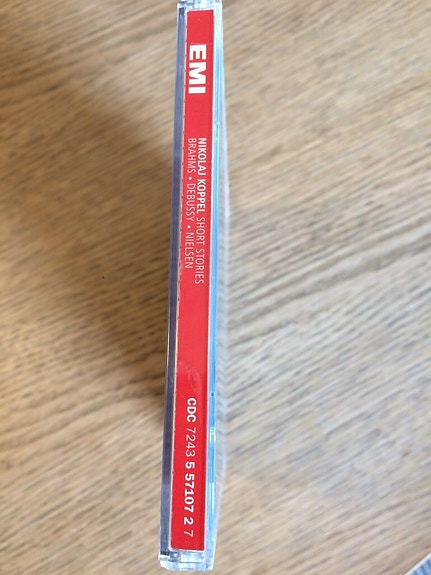 EMI
NIKOLAJ KOPPEL SHORT STORIES
BRAHMS • DEBUSSY • NIELSEN
CDC 7243 5 57107 2 7